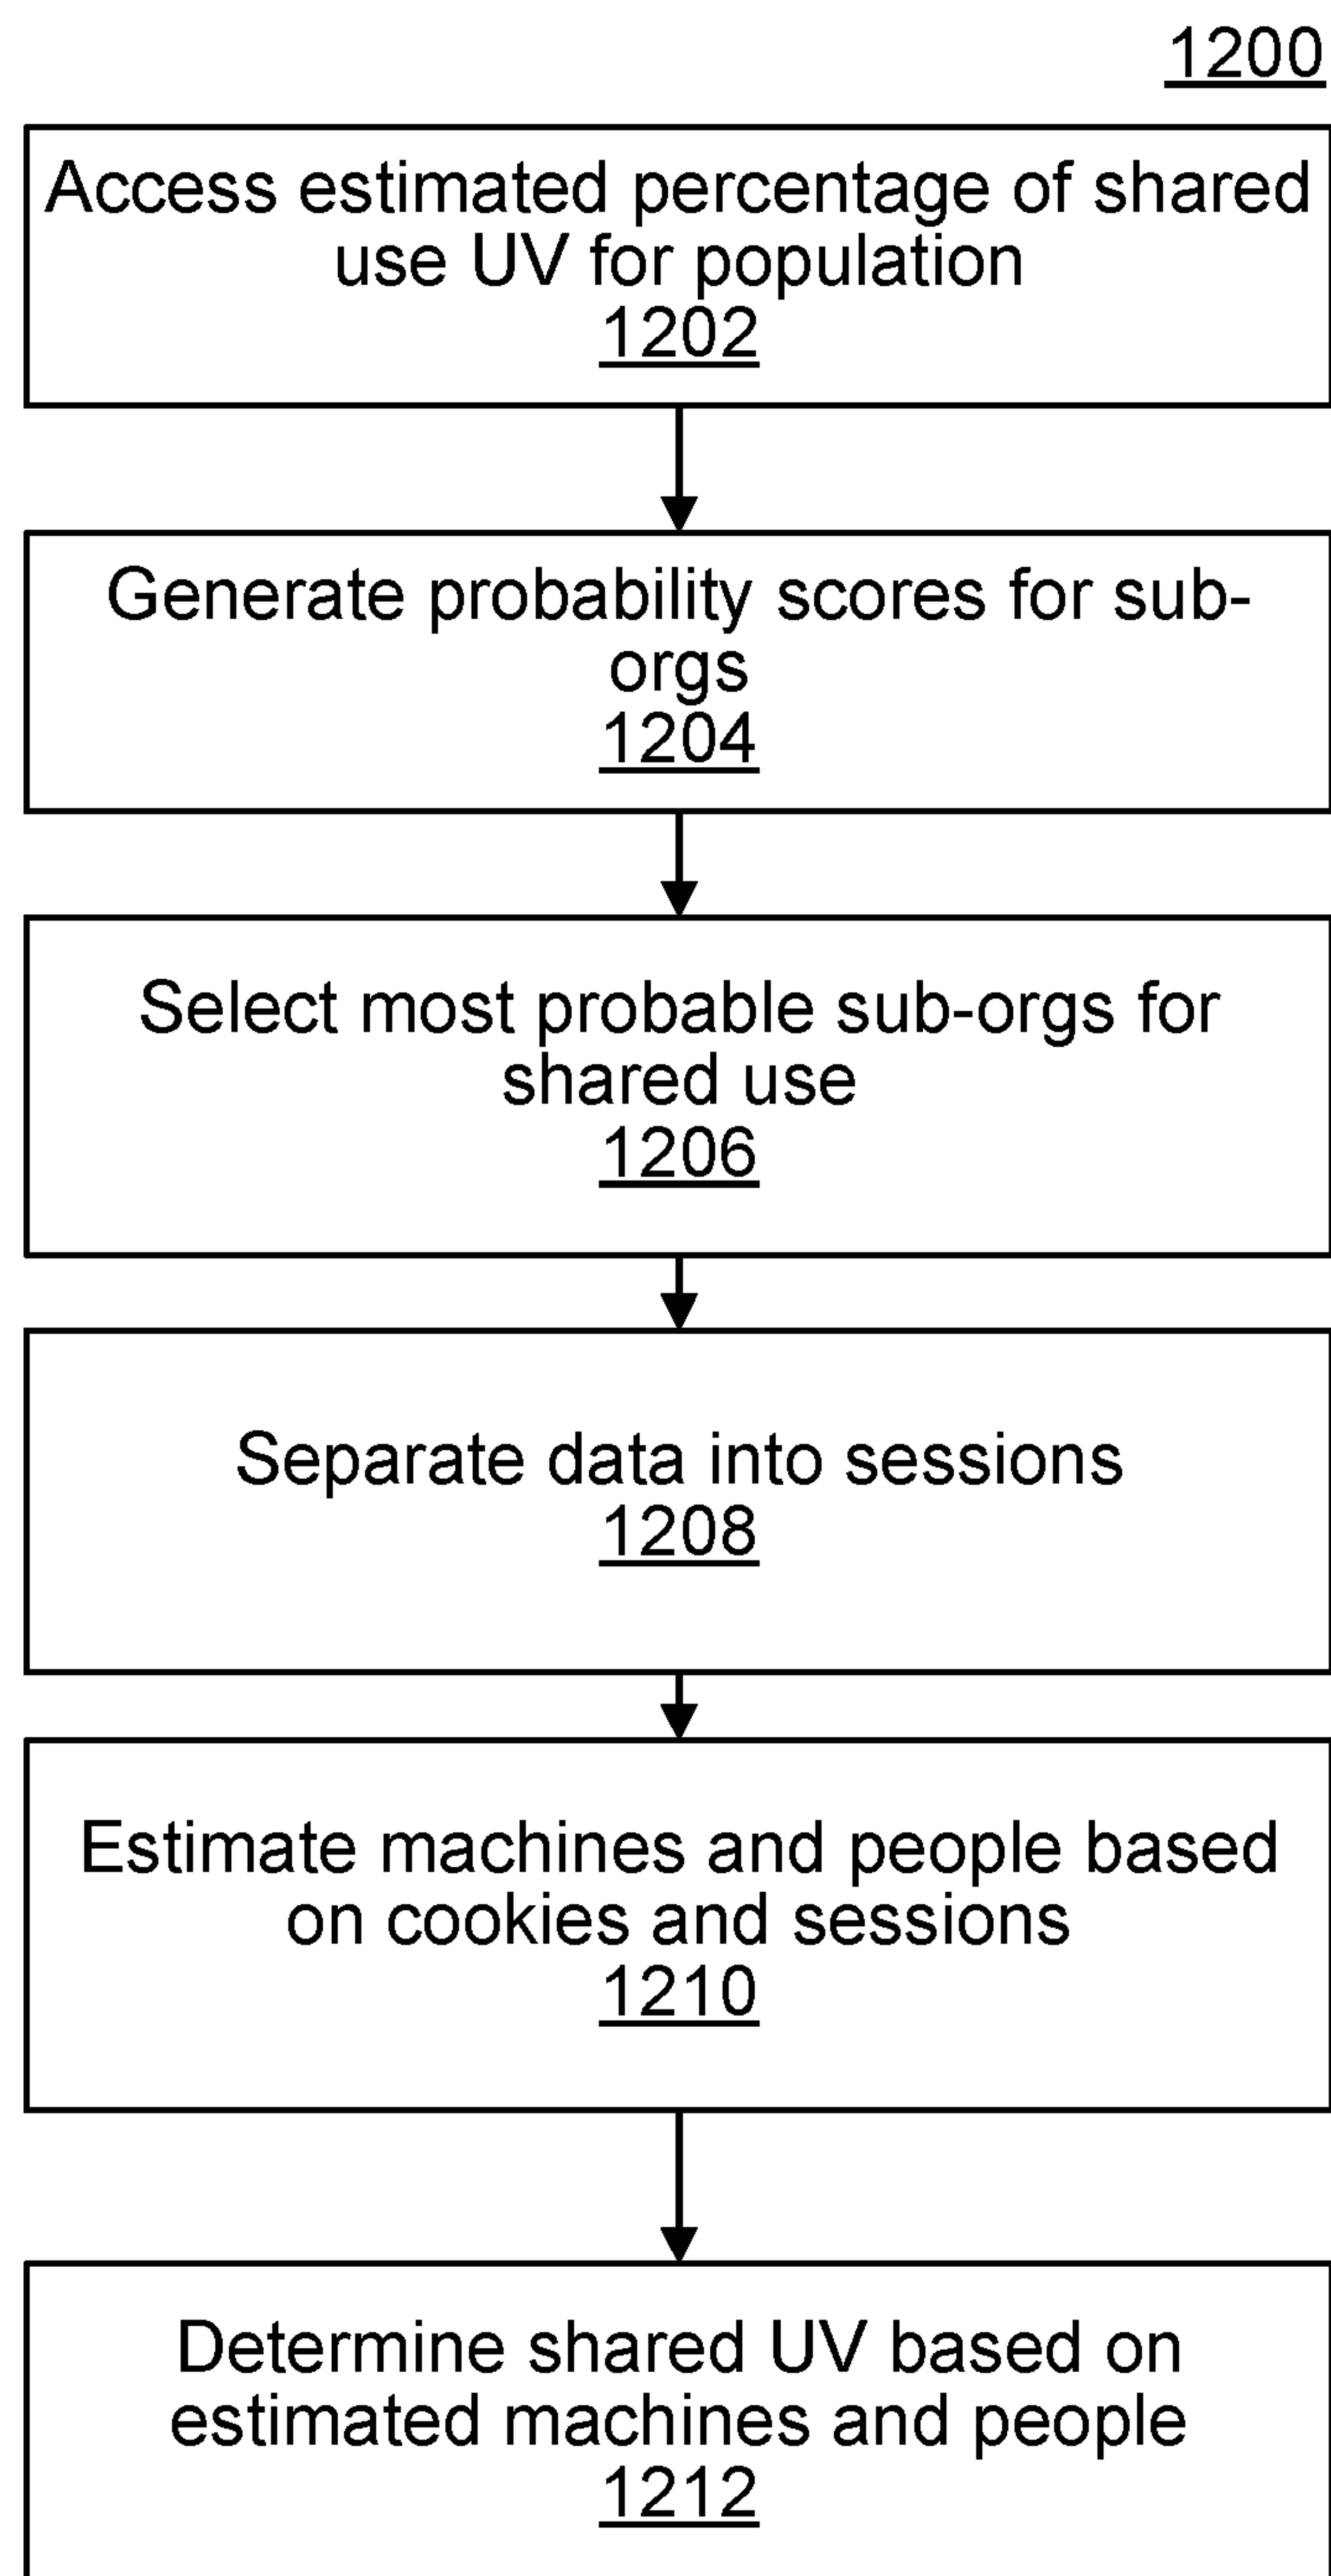 1200
Access estimated percentage of shared
use UV for population
1202
Generate probability scores for sub-
orgs
1204
Select most probable sub-orgs for
shared use
1206
Separate data into sessions
1208
Estimate machines and people based
on cookies and sessions
1210
Determine shared UV based on
estimated machines and people
1212